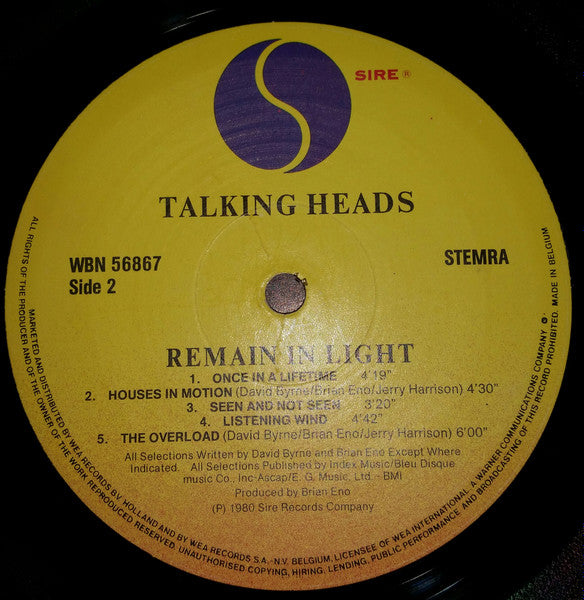 SIRE ®
TALKING HEADS
WBN 56867
STEMRA
Side 2
REMAIN IN LIGHT
1. ONCE IN A LIFETIME 4'19"
2. HOUSES IN MOTION (David Byrne/Brian Eno/Jerry Harrison) 4'30"
3. SEEN AND NOT SEEN 3'20"
4. LISTENING WIND 4'42"
5. THE OVERLOAD (David Byrne/Brian Eno/Jerry Harrison) 6'00"
All Selections Written by David Byrne and Brian Eno Except Where
Indicated. All Selections Published by Index Music/Bleu Disque
music Co., Inc-Ascap/E. G. Music, Ltd. - BMI
Produced by Brian Eno
(P) 1980 Sire Records Company
ALL RIGHTS OF THE PRODUCER AND OF THE OWNER OF THE WORK REPRODUCED RESERVED. UNAUTHORISED COPYING, HIRING, LENDING, PUBLIC PERFORMANCE AND BROADCASTING OF THIS RECORD PROHIBITED. MADE IN BELGIUM
MARKETED AND DISTRIBUTED BY WEA RECORDS BV. HOLLAND AND BY WEA RECORDS S.A.-N.V. BELGIUM, LICENSEE OF WEA INTERNATIONAL. A WARNER COMMUNICATIONS COMPANY